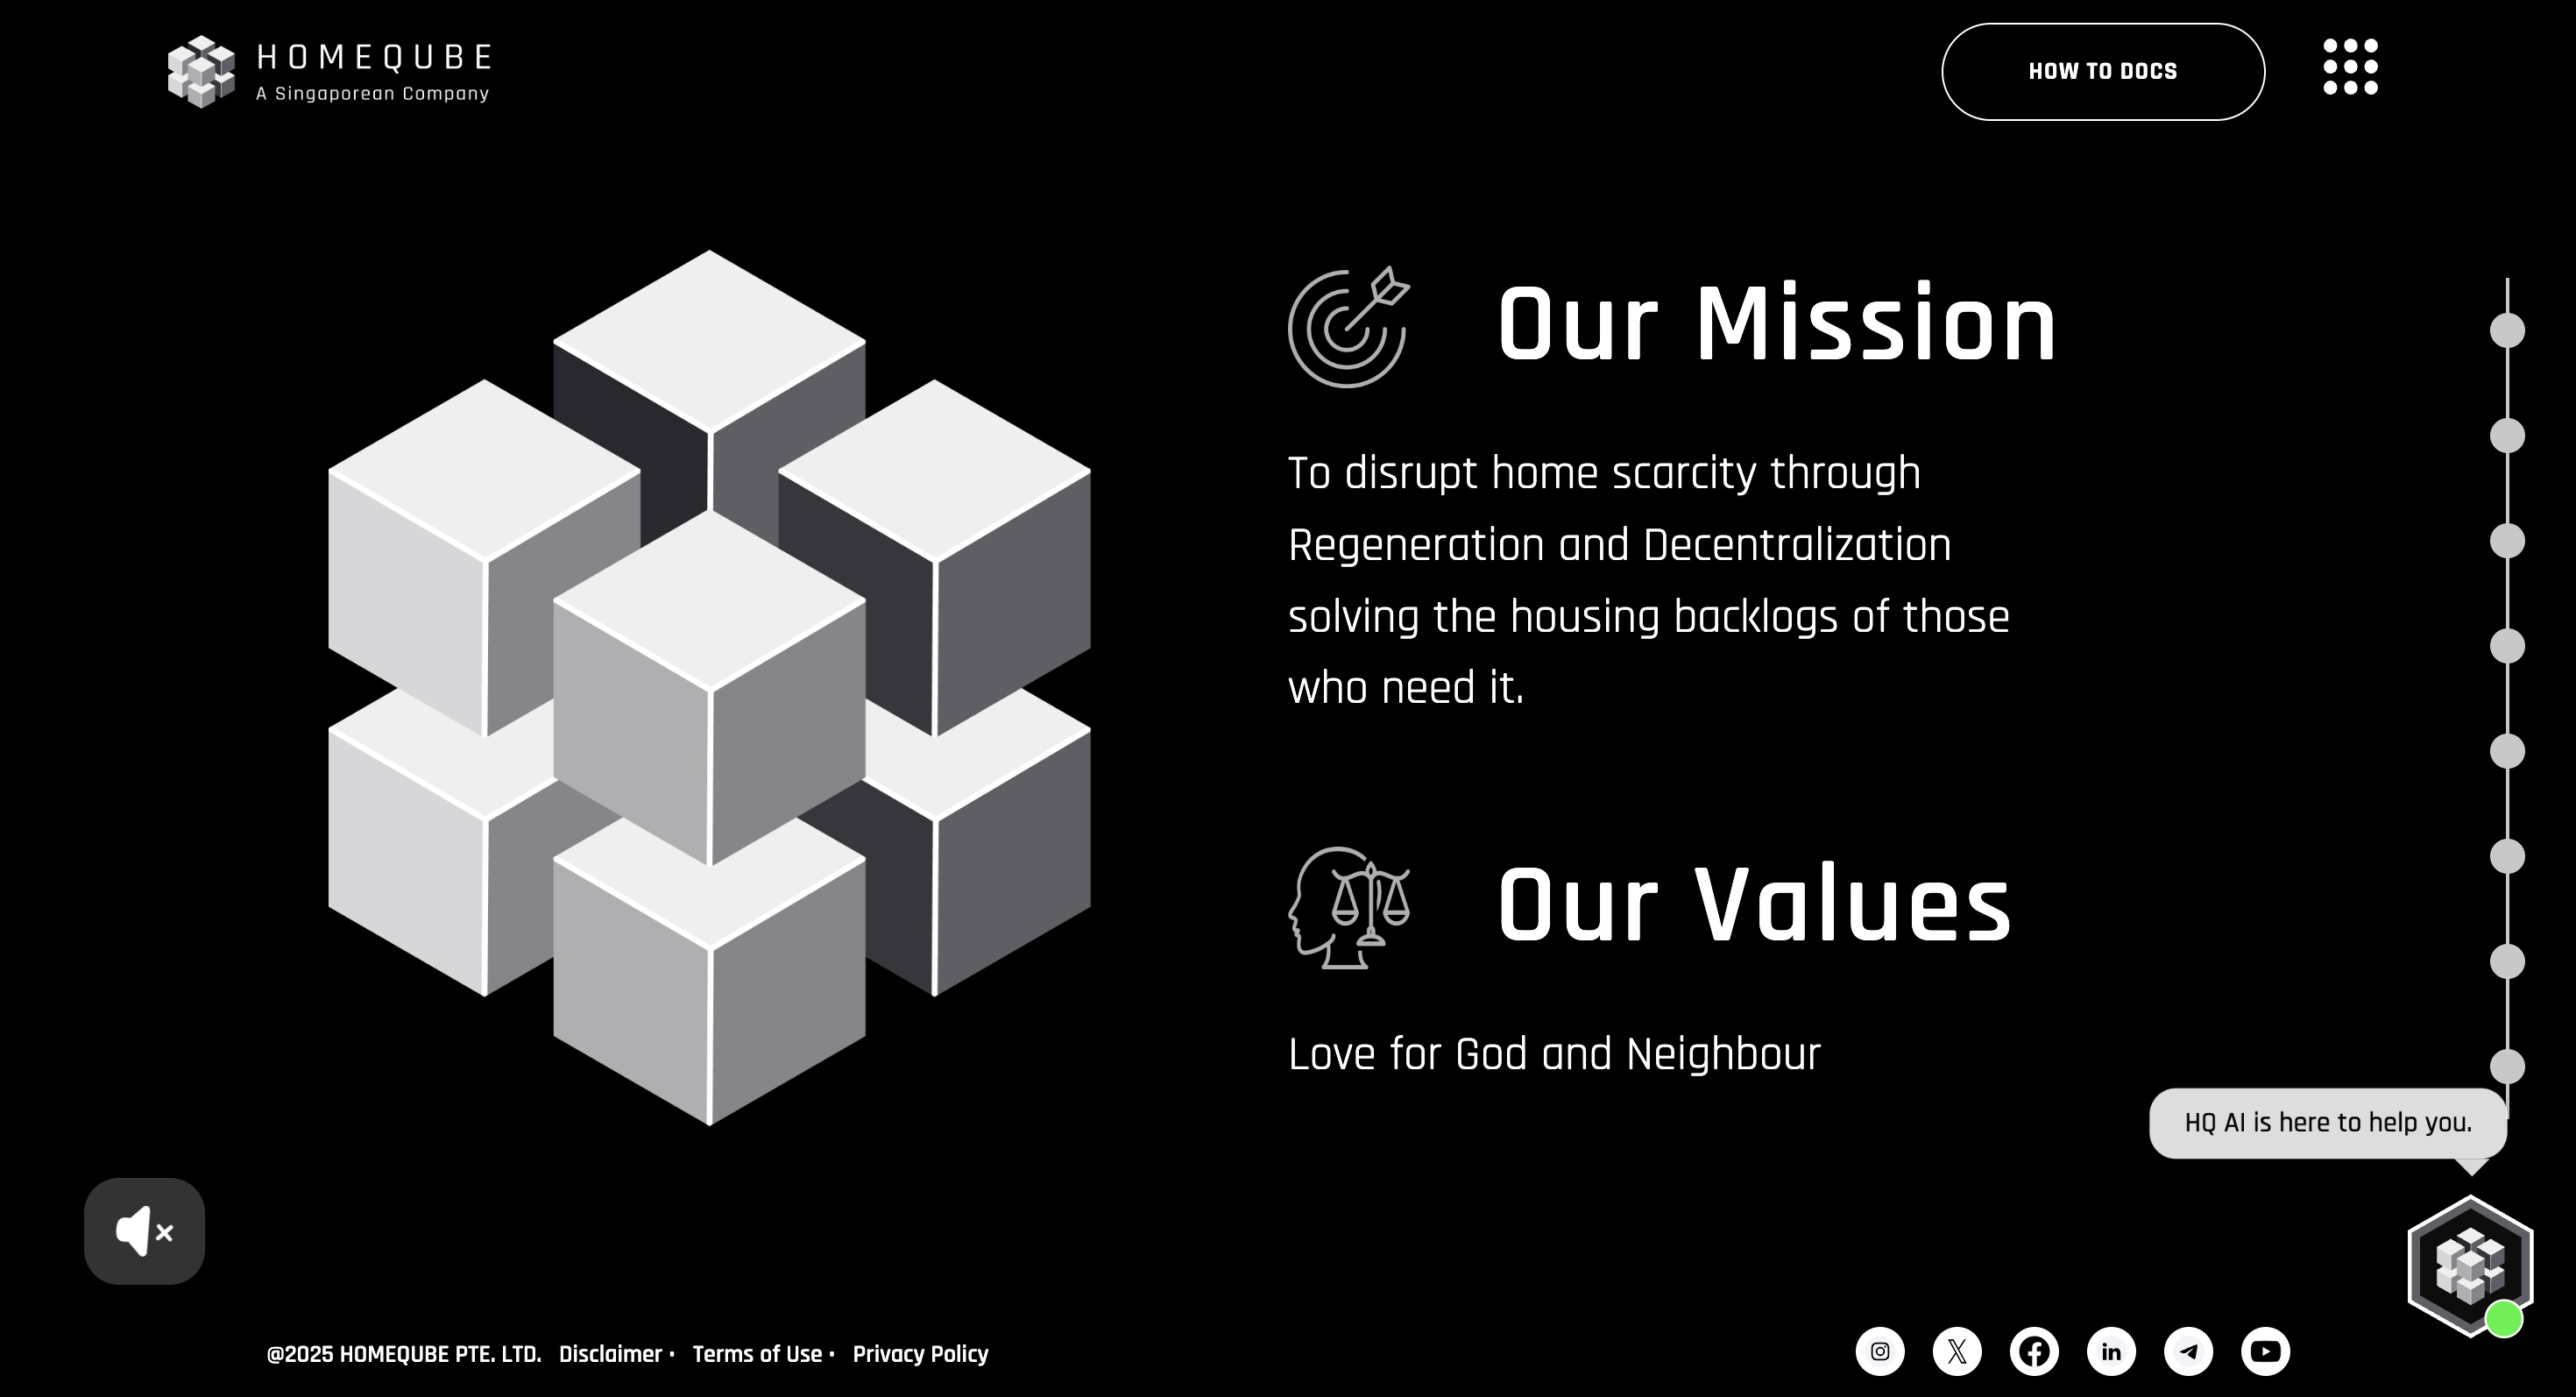 HOMEQUBE
A Singaporean Company
HOW TO DOCS
Our Mission
To disrupt home scarcity through
Regeneration and Decentralization
solving the housing backlogs of those
who need it.
Our Values
Love for God and Neighbour
HQ AI is here to help you.
@2025 HOMEQUBE PTE. LTD. Disclaimer • Terms of Use • Privacy Policy